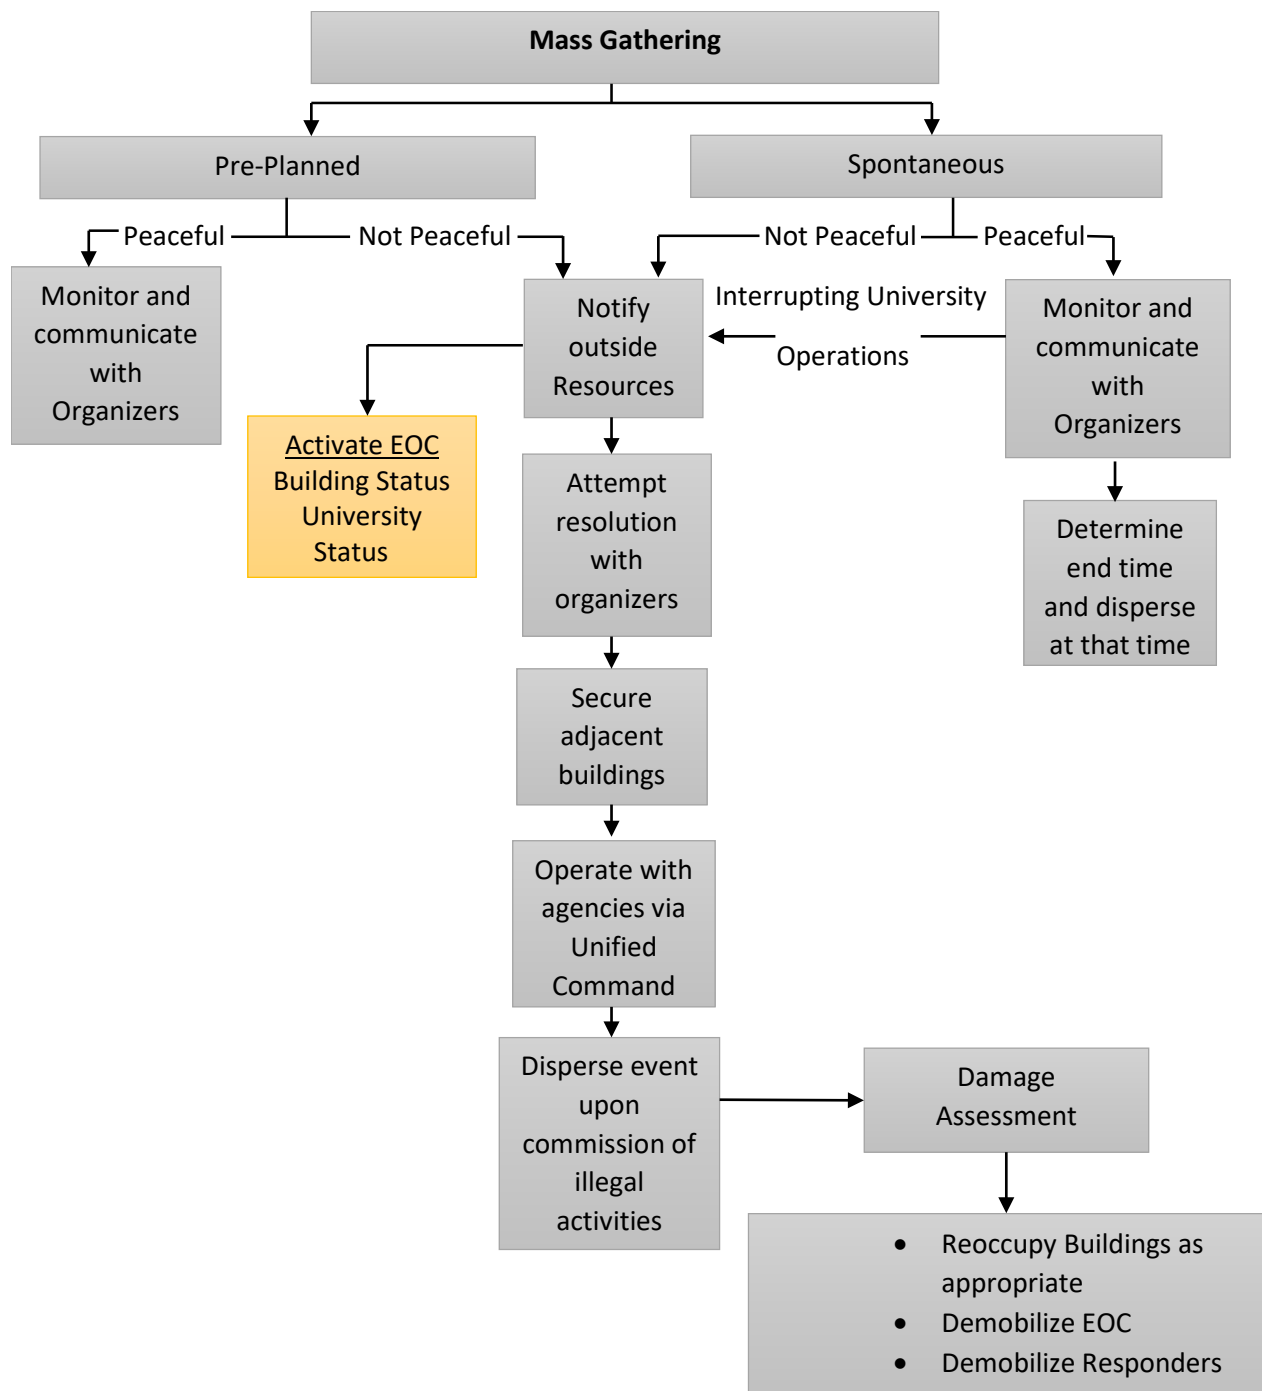 Mass Gathering
Pre-Planned
Spontaneous
Peaceful
Not Peaceful
Not Peaceful
Peaceful
Monitor and
communicate
with
Organizers
Notify
outside
Resources
Interrupting University
Operations
Monitor and
communicate
with
Organizers
Activate EOC
Building Status
University
Status
Attempt
resolution
with
organizers
Determine
end time
and disperse
at that time
Secure
adjacent
buildings
Operate with
agencies via
Unified
Command
Disperse event
upon
commission of
illegal
activities
Damage
Assessment
• Reoccupy Buildings as
appropriate
• Demobilize EOC
• Demobilize Responders